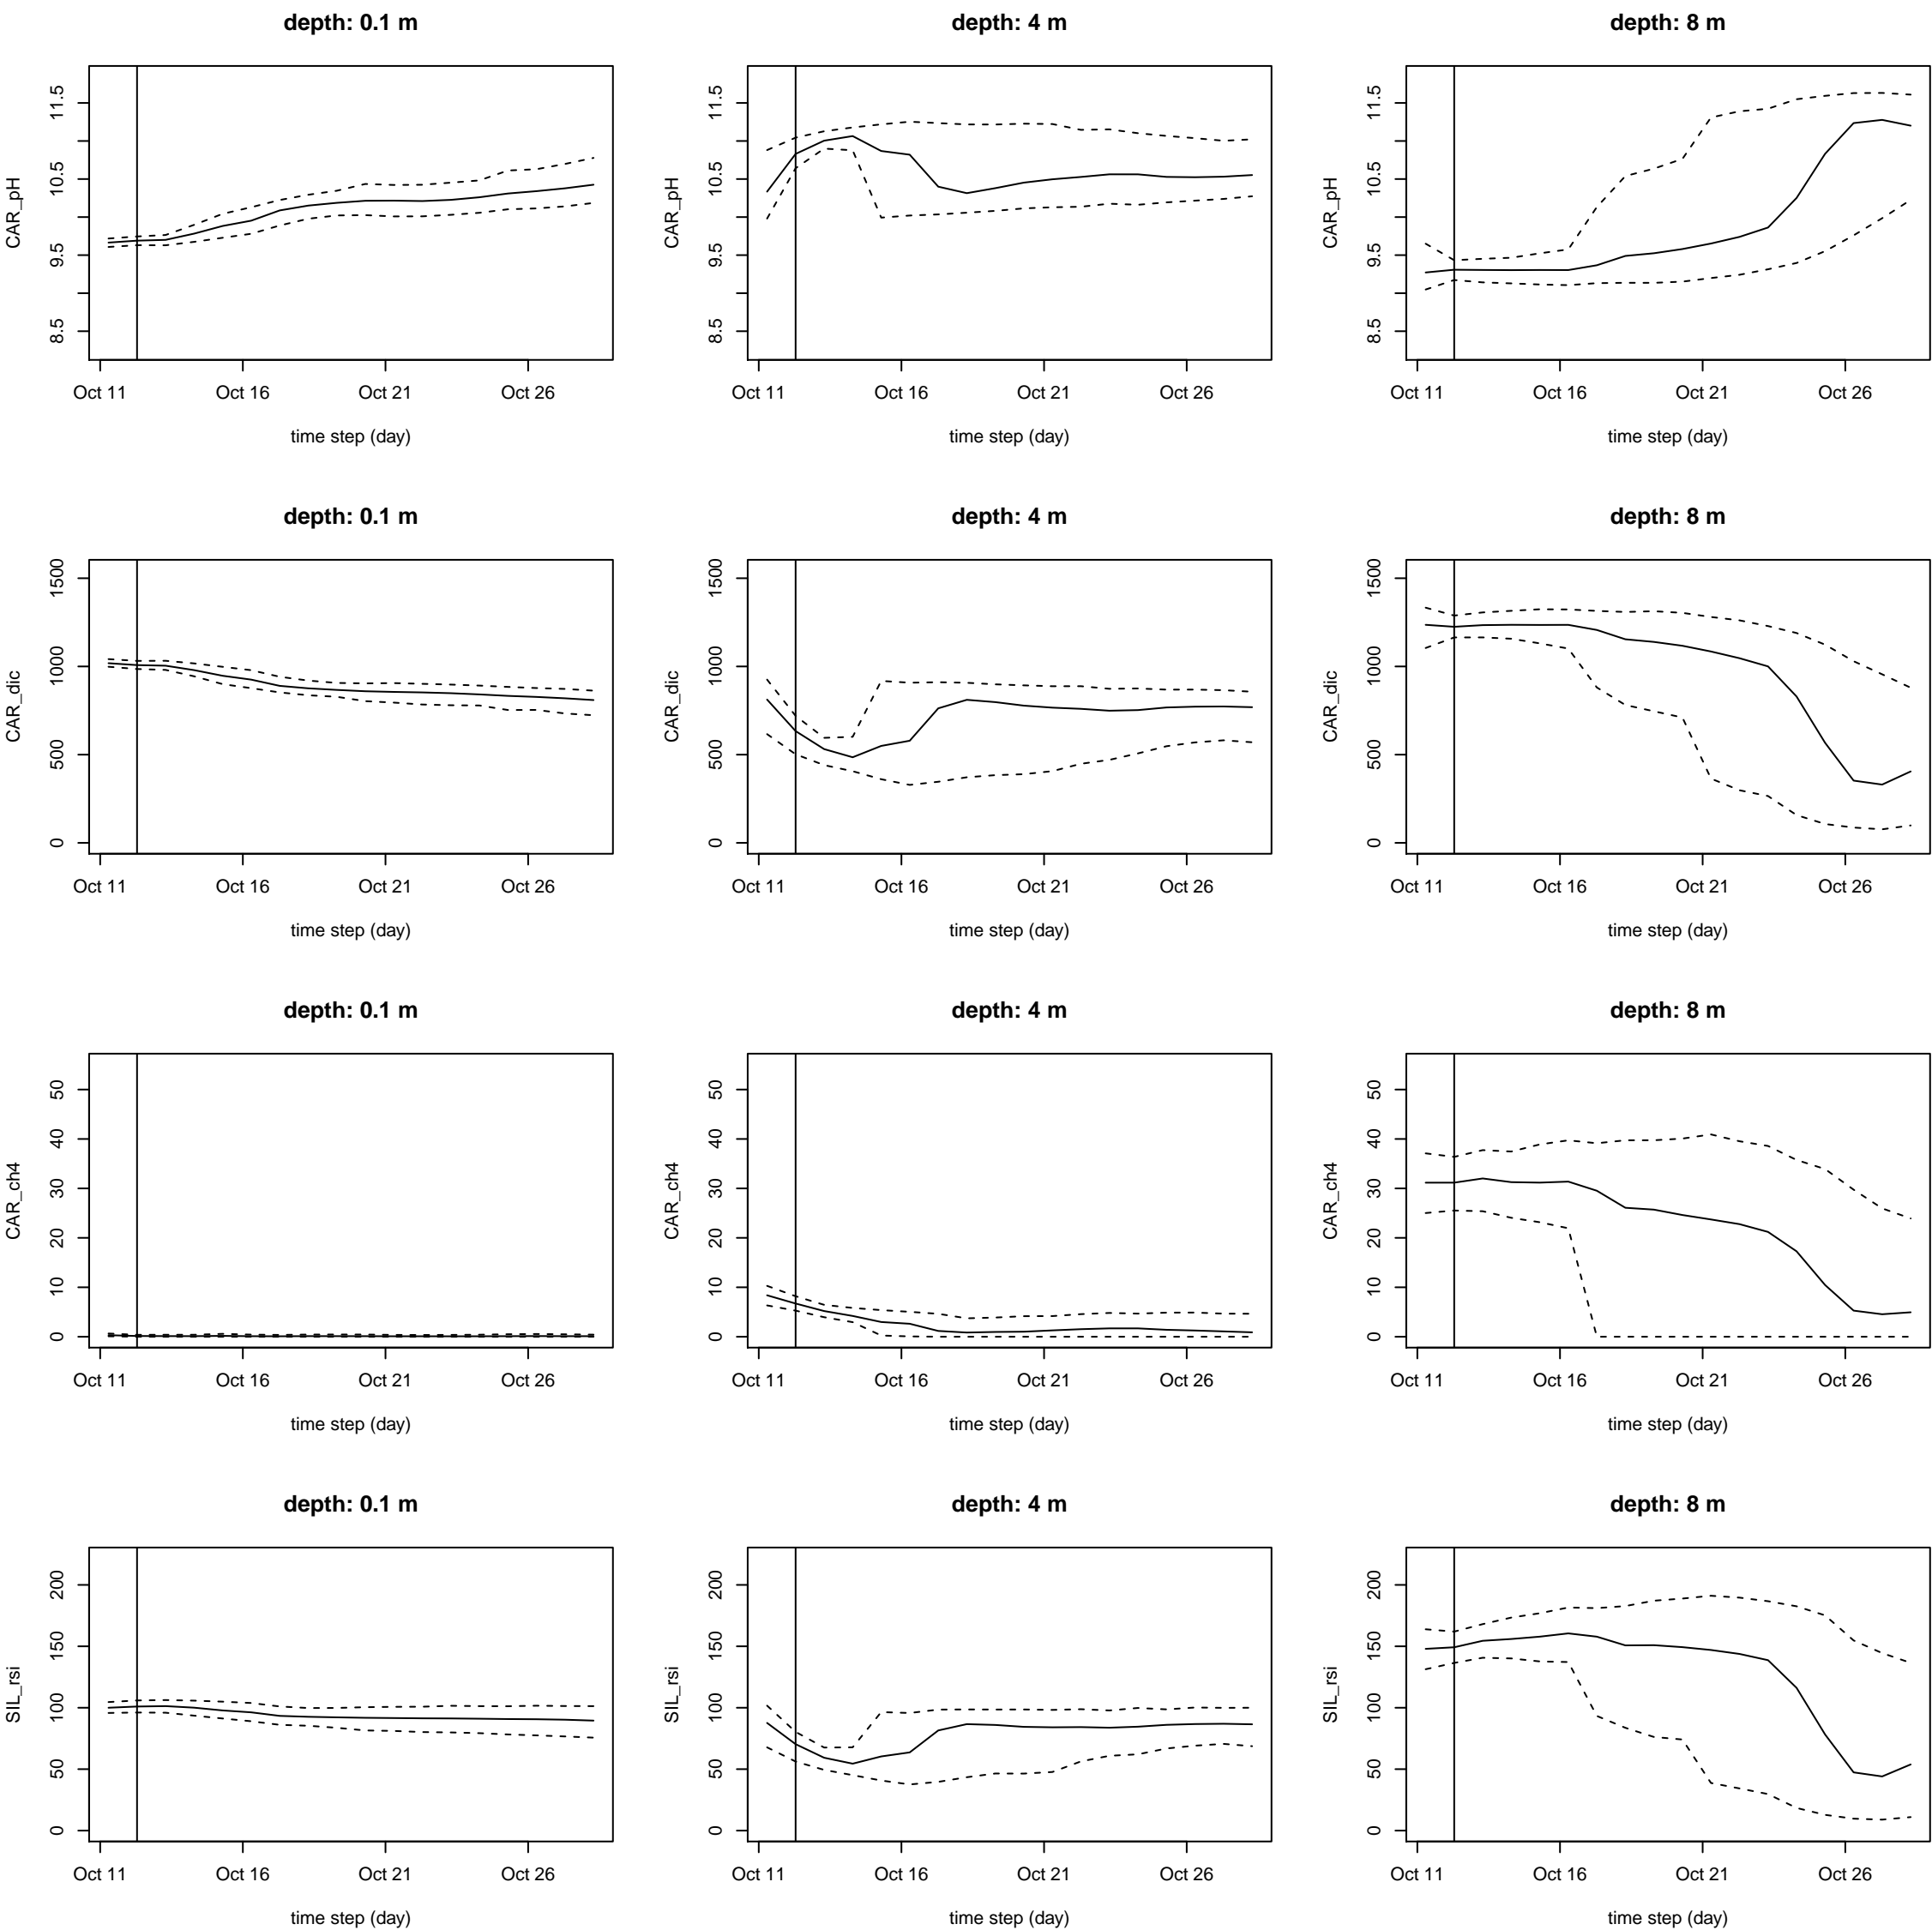 depth: 0.1 m
CAR_pH
8.5 9.5 10.5 11.5
Oct 11 Oct 16 Oct 21 Oct 26
time step (day)
depth: 4 m
CAR_pH
8.5 9.5 10.5 11.5
Oct 11 Oct 16 Oct 21 Oct 26
time step (day)
depth: 8 m
CAR_pH
8.5 9.5 10.5 11.5
Oct 11 Oct 16 Oct 21 Oct 26
time step (day)
depth: 0.1 m
CAR_dic
0 500 1000 1500
Oct 11 Oct 16 Oct 21 Oct 26
time step (day)
depth: 4 m
CAR_dic
0 500 1000 1500
Oct 11 Oct 16 Oct 21 Oct 26
time step (day)
depth: 8 m
CAR_dic
0 500 1000 1500
Oct 11 Oct 16 Oct 21 Oct 26
time step (day)
depth: 0.1 m
CAR_ch4
0 10 20 30 40 50
Oct 11 Oct 16 Oct 21 Oct 26
time step (day)
depth: 4 m
CAR_ch4
0 10 20 30 40 50
Oct 11 Oct 16 Oct 21 Oct 26
time step (day)
depth: 8 m
CAR_ch4
0 10 20 30 40 50
Oct 11 Oct 16 Oct 21 Oct 26
time step (day)
depth: 0.1 m
SIL_rsi
0 50 100 150 200
Oct 11 Oct 16 Oct 21 Oct 26
time step (day)
depth: 4 m
SIL_rsi
0 50 100 150 200
Oct 11 Oct 16 Oct 21 Oct 26
time step (day)
depth: 8 m
SIL_rsi
0 50 100 150 200
Oct 11 Oct 16 Oct 21 Oct 26
time step (day)